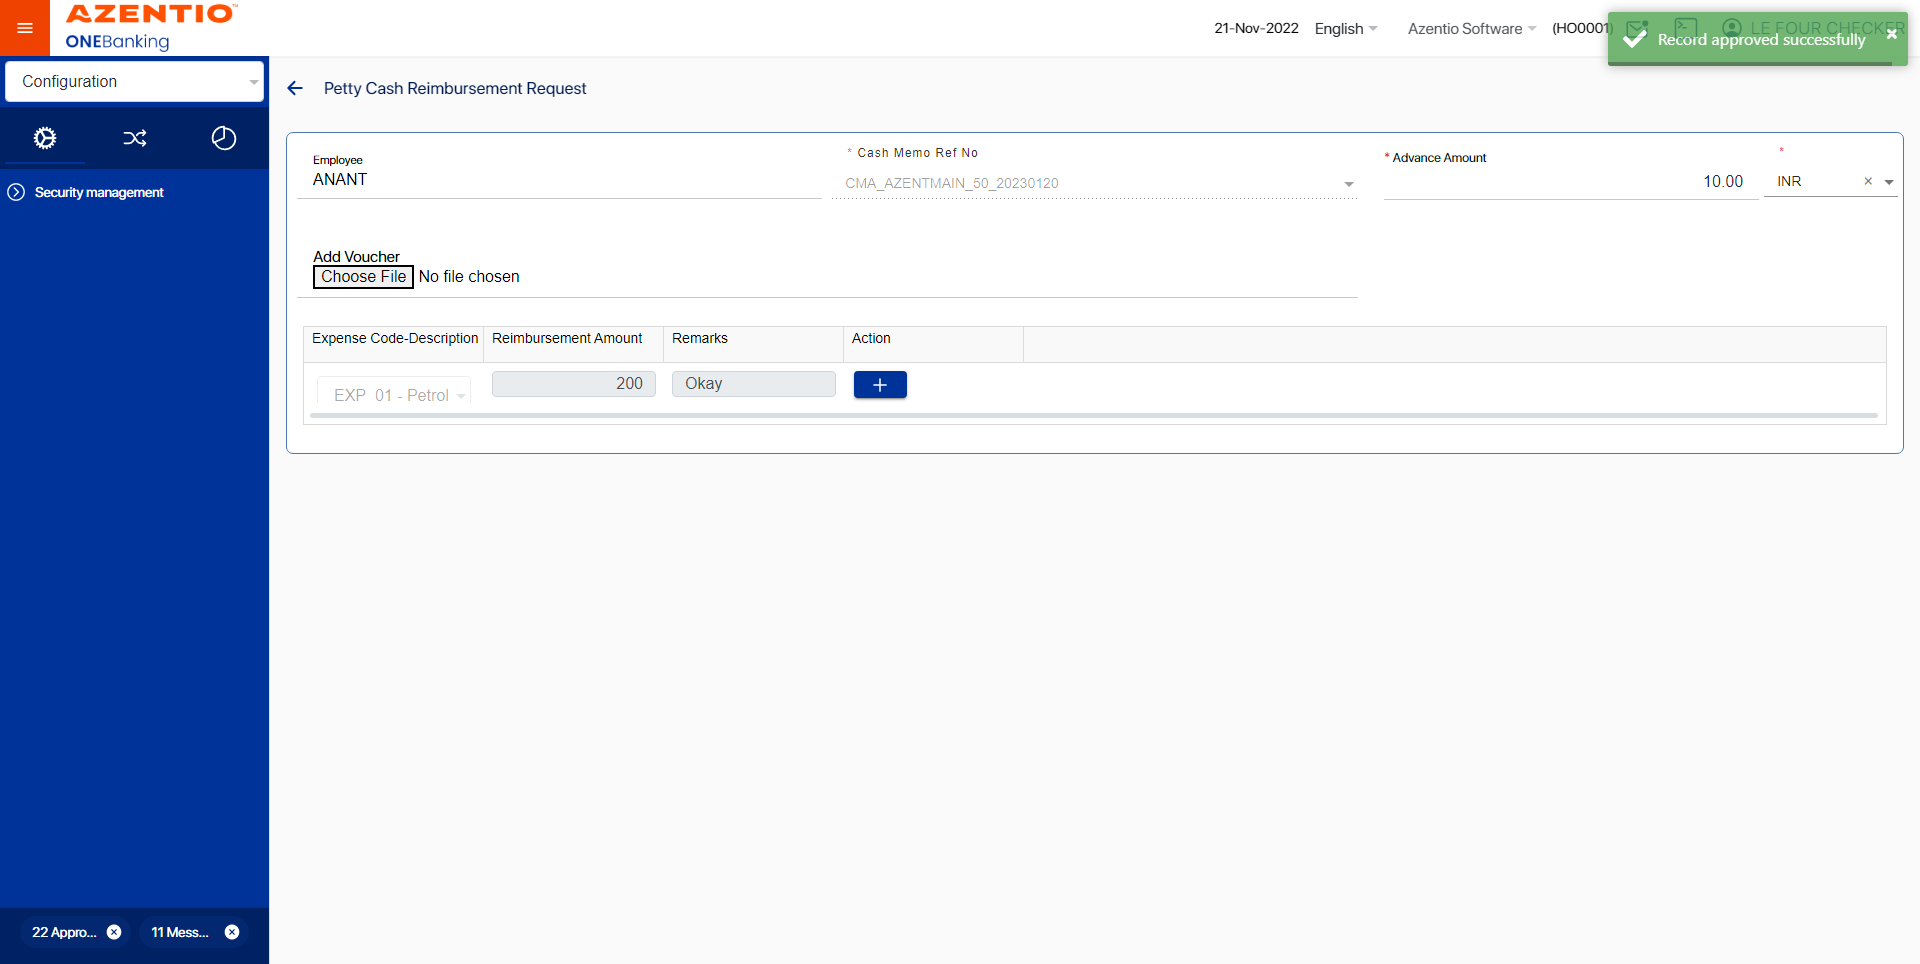 AZENTIO™
ONEBanking
21-Nov-2022 English Azentio Software (HO0001) LE FOUR CHECKER
Record approved successfully
Configuration
Petty Cash Reimbursement Request
Security management
Employee
ANANT
* Cash Memo Ref No
CMA_AZENTMAIN_50_20230120
* Advance Amount
10.00
*
INR
Add Voucher
Choose File No file chosen
Expense Code-Description Reimbursement Amount Remarks Action
EXP 01 - Petrol 200 Okay
22 Appro... 11 Mess...